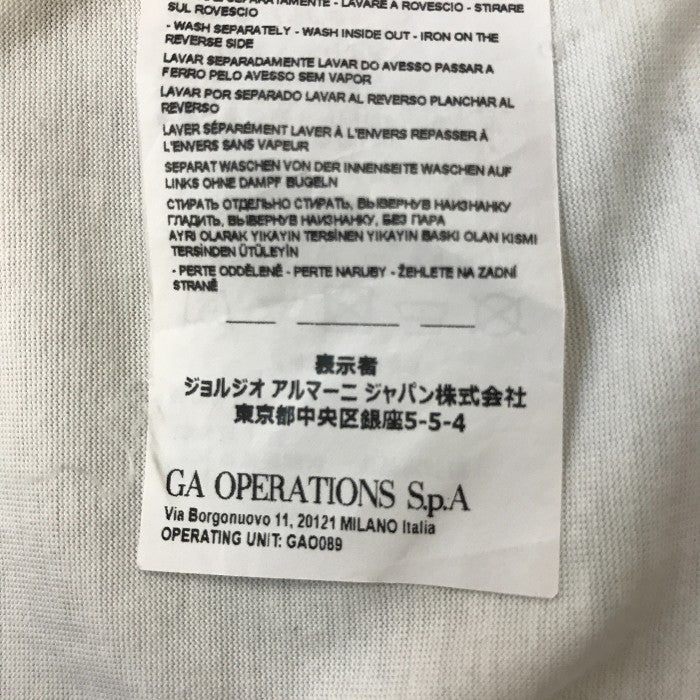 SEPARATAMENTE - LAVARE A ROVESCIO - STIRARE
SUL ROVESCIO
- WASH SEPARATELY - WASH INSIDE OUT - IRON ON THE
REVERSE SIDE
LAVAR SEPARADAMENTE LAVAR DO AVESSO PASSAR A
FERRO PELO AVESSO SEM VAPOR
LAVAR POR SEPARADO LAVAR AL REVERSO PLANCHAR AL
REVERSO
LAVER SÉPARÉMENT LAVER À L'ENVERS REPASSER À
L'ENVERS SANS VAPEUR
SEPARAT WASCHEN VON DER INNENSEITE WASCHEN AUF
LINKS OHNE DAMPF BUGELN
СТИРАТЬ ОТДЕЛЬНО СТИРАТЬ, ВЫВЕРНУВ НАИЗНАНКУ
ГЛАДИТЬ, ВЫВЕРНУВ НАИЗНАНКУ, БЕЗ ПАРА
AYRI OLARAK YIKAYIN TERSINEN YIKAYIN BASKI OLAN KISMI
TERSİNDEN ÜTÜLEYİN
- PERTE ODDĚLENĚ - PERTE NARUBY - ŽEHLETE NA ZADNÍ
STRANĚ
表示者
ジョルジオ アルマーニ ジャパン株式会社
東京都中央区銀座5-5-4
GA OPERATIONS S.p.A
Via Borgonuovo 11, 20121 MILANO Italia
OPERATING UNIT: GAO089